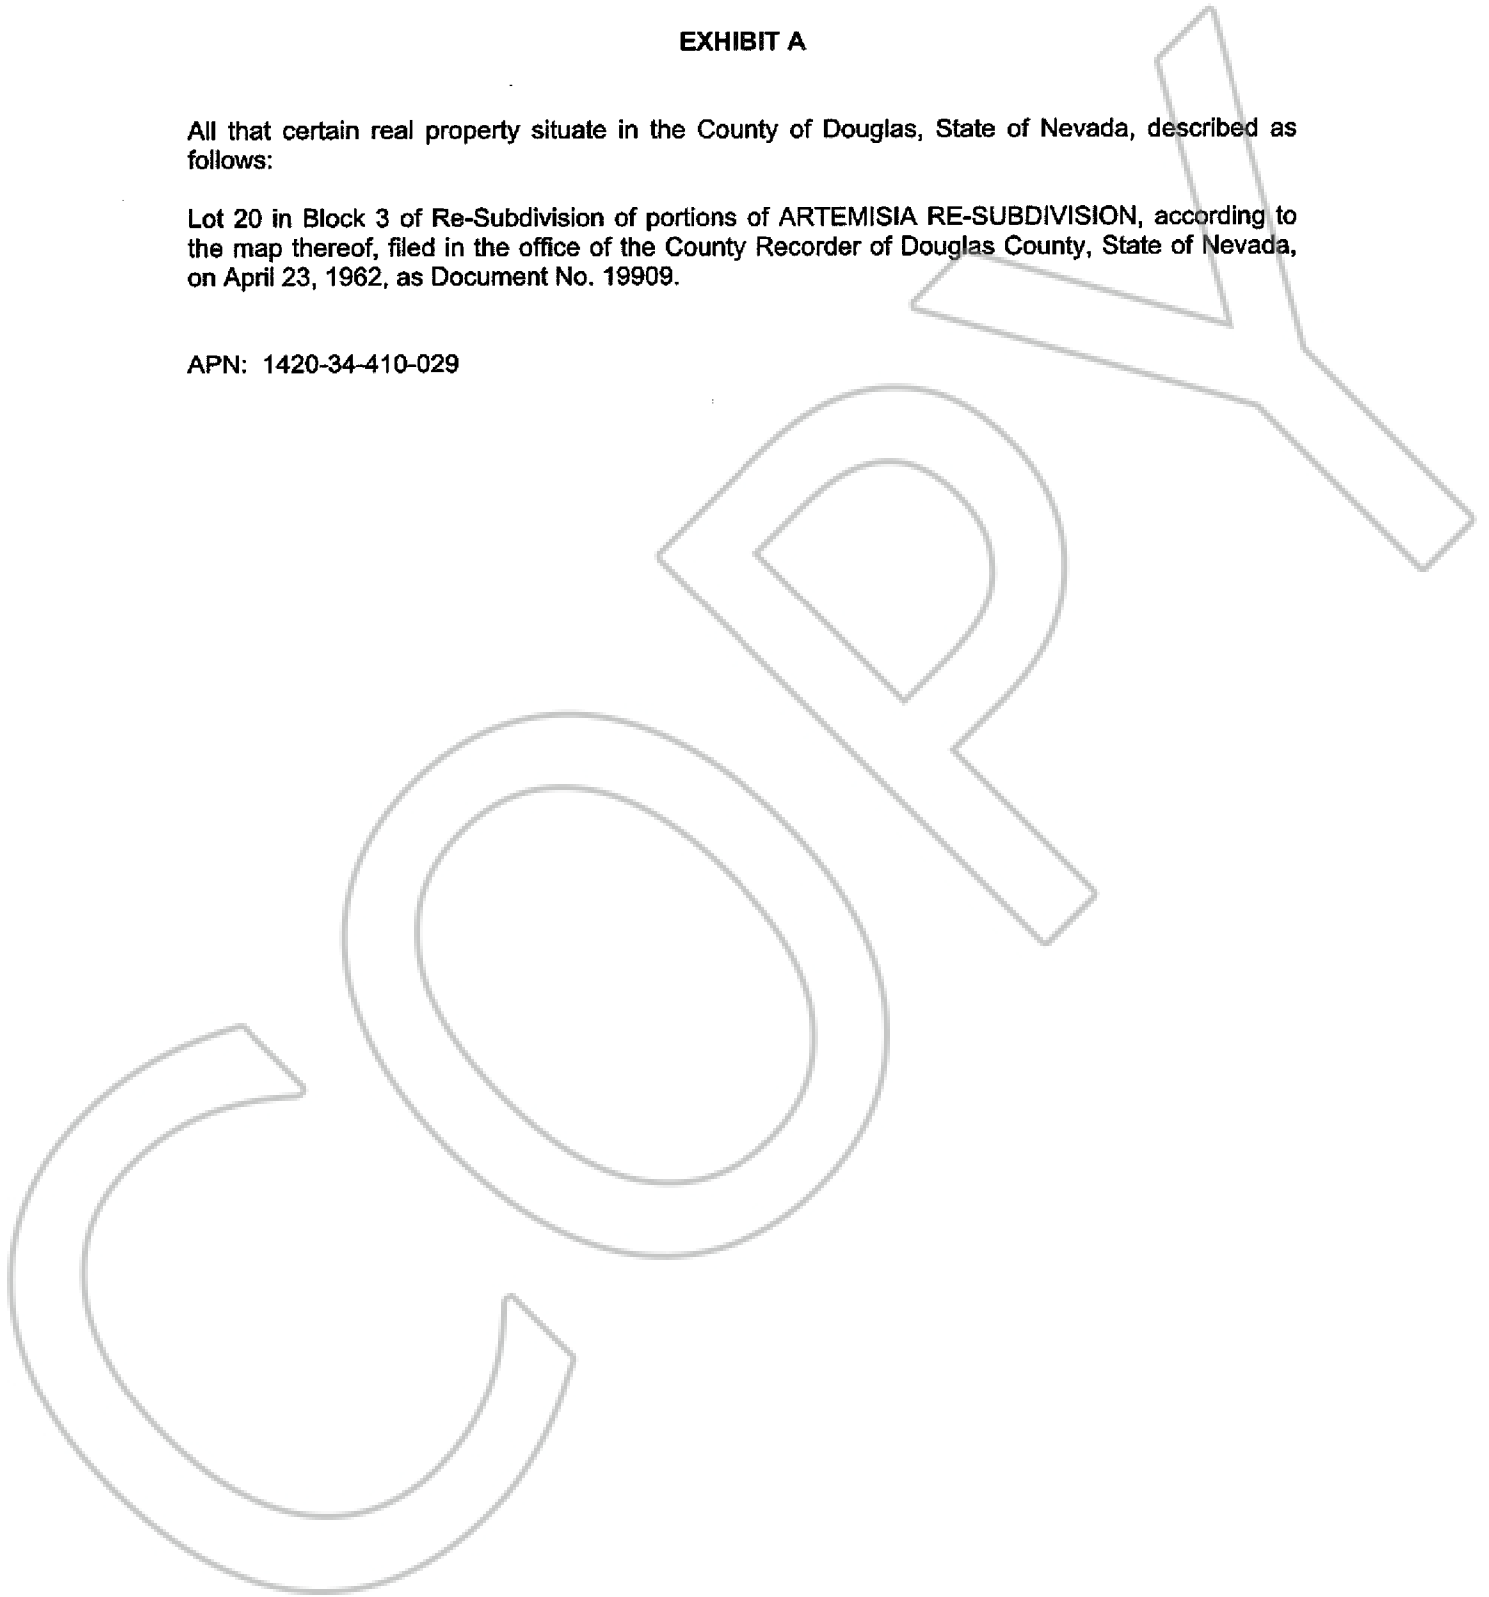 EXHIBIT A
All that certain real property situate in the County of Douglas, State of Nevada, described as
follows:
Lot 20 in Block 3 of Re-Subdivision of portions of ARTEMISIA RE-SUBDIVISION, according to
the map thereof, filed in the office of the County Recorder of Douglas County, State of Nevada,
on April 23, 1962, as Document No. 19909.
APN: 1420-34-410-029
COPY